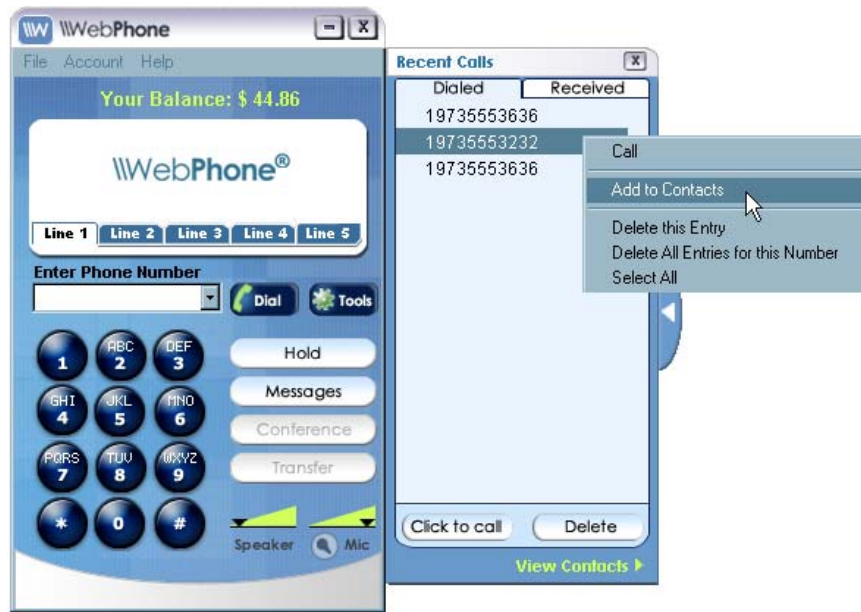 \\W \\WebPhone - X
File Account Help
Your Balance: $ 44.86
\\WebPhone®
Line 1 Line 2 Line 3 Line 4 Line 5
Enter Phone Number
Dial Tools
1 ABC 2 DEF 3
GHI 4 JKL 5 MNO 6
PQRS 7 TUV 8 WXYZ 9
* 0 #
Hold
Messages
Conference
Transfer
Speaker Mic
Recent Calls X
Dialed Received
19735553636
19735553232
19735553636
Call
Add to Contacts
Delete this Entry
Delete All Entries for this Number
Select All
Click to call Delete
View Contacts